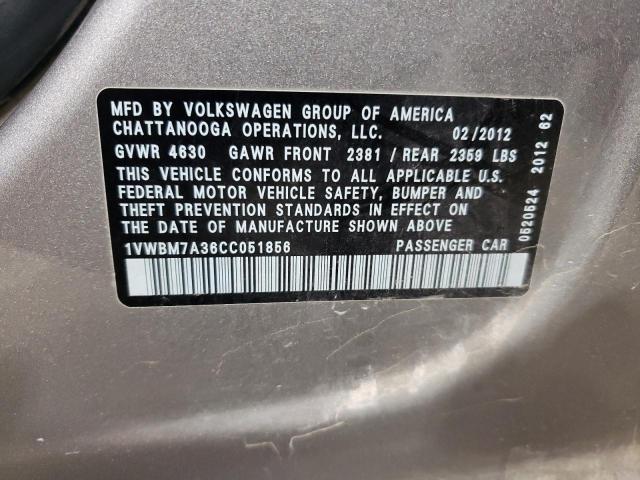 MFD BY VOLKSWAGEN GROUP OF AMERICA
CHATTANOOGA OPERATIONS, LLC. 02/2012
GVWR 4630 GAWR FRONT 2381 / REAR 2359 LBS
THIS VEHICLE CONFORMS TO ALL APPLICABLE U.S.
FEDERAL MOTOR VEHICLE SAFETY, BUMPER AND
THEFT PREVENTION STANDARDS IN EFFECT ON
THE DATE OF MANUFACTURE SHOWN ABOVE
1VWBM7A36CC051856 PASSENGER CAR
0520524 2012 62